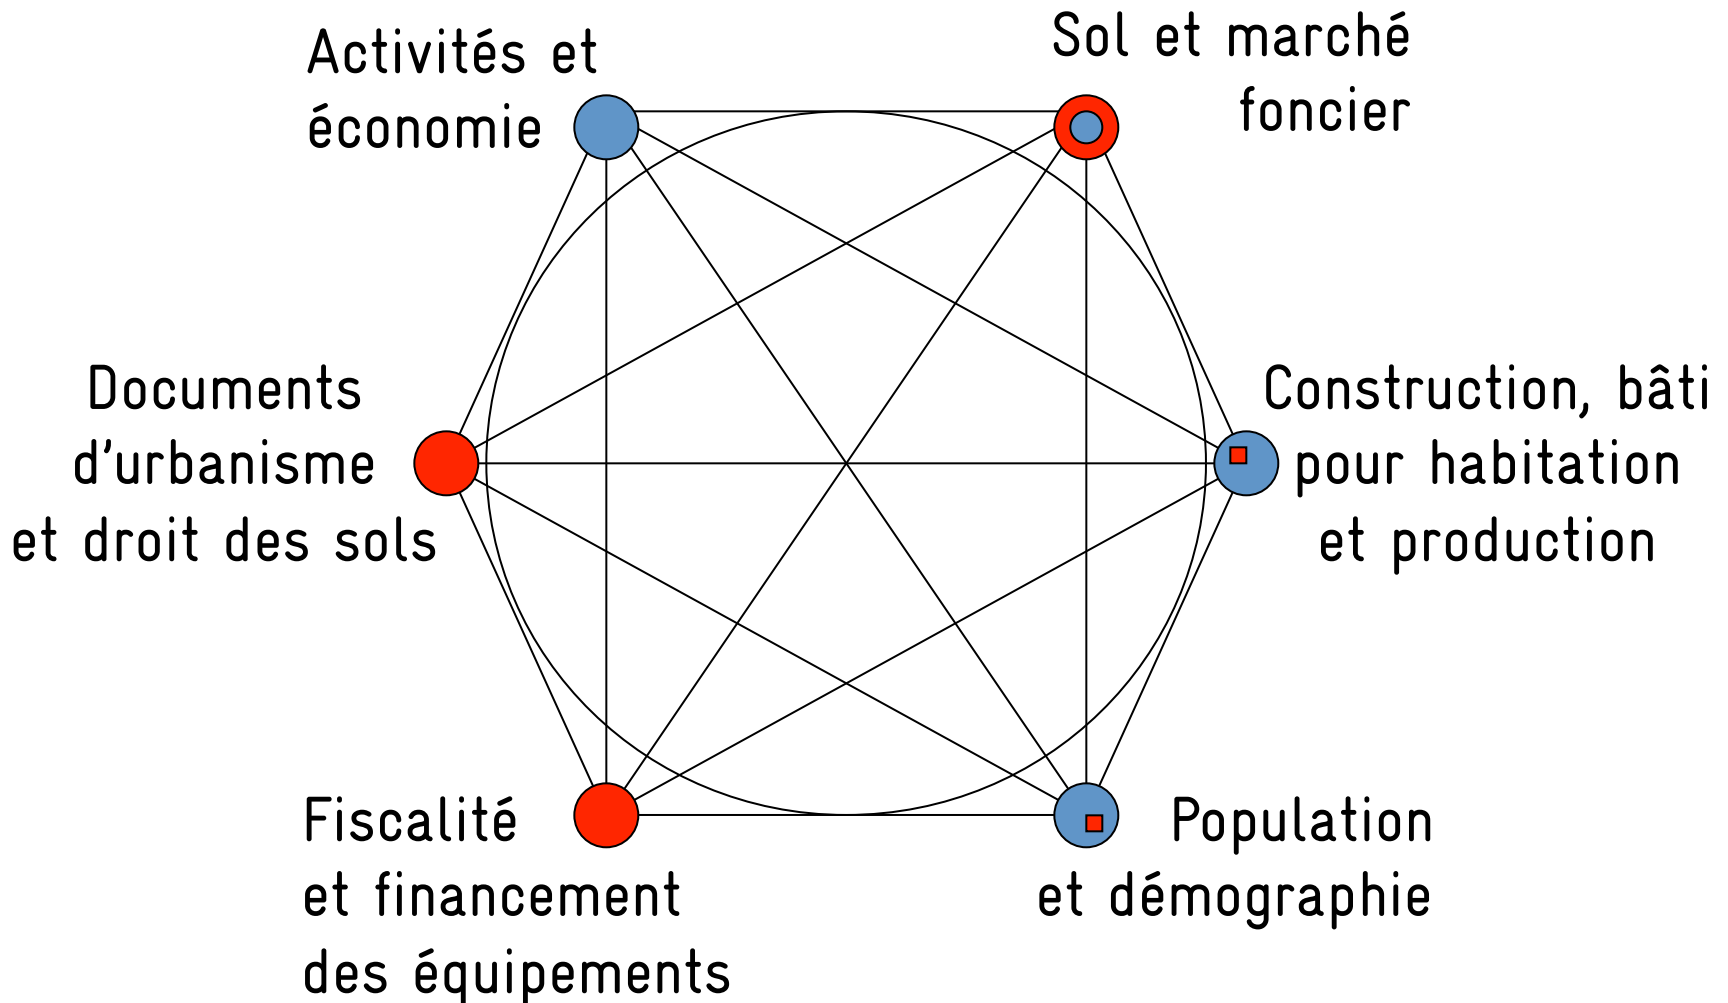 Activités et
économie
Sol et marché
foncier
Documents
d'urbanisme
et droit des sols
Construction, bâti
pour habitation
et production
Fiscalité
et financement
des équipements
Population
et démographie